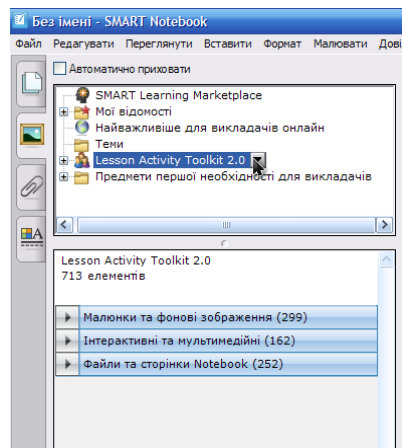 Без імені - SMART Notebook
Файл Редагувати Переглянути Вставити Формат Малювати Дові
Автоматично приховати
SMART Learning Marketplace
Мої відомості
Найважливіше для викладачів онлайн
Теми
Lesson Activity Toolkit 2.0
Предмети першої необхідності для викладачів
Lesson Activity Toolkit 2.0
713 елементів
Малюнки та фонові зображення (299)
Інтерактивні та мультимедійні (162)
Файли та сторінки Notebook (252)